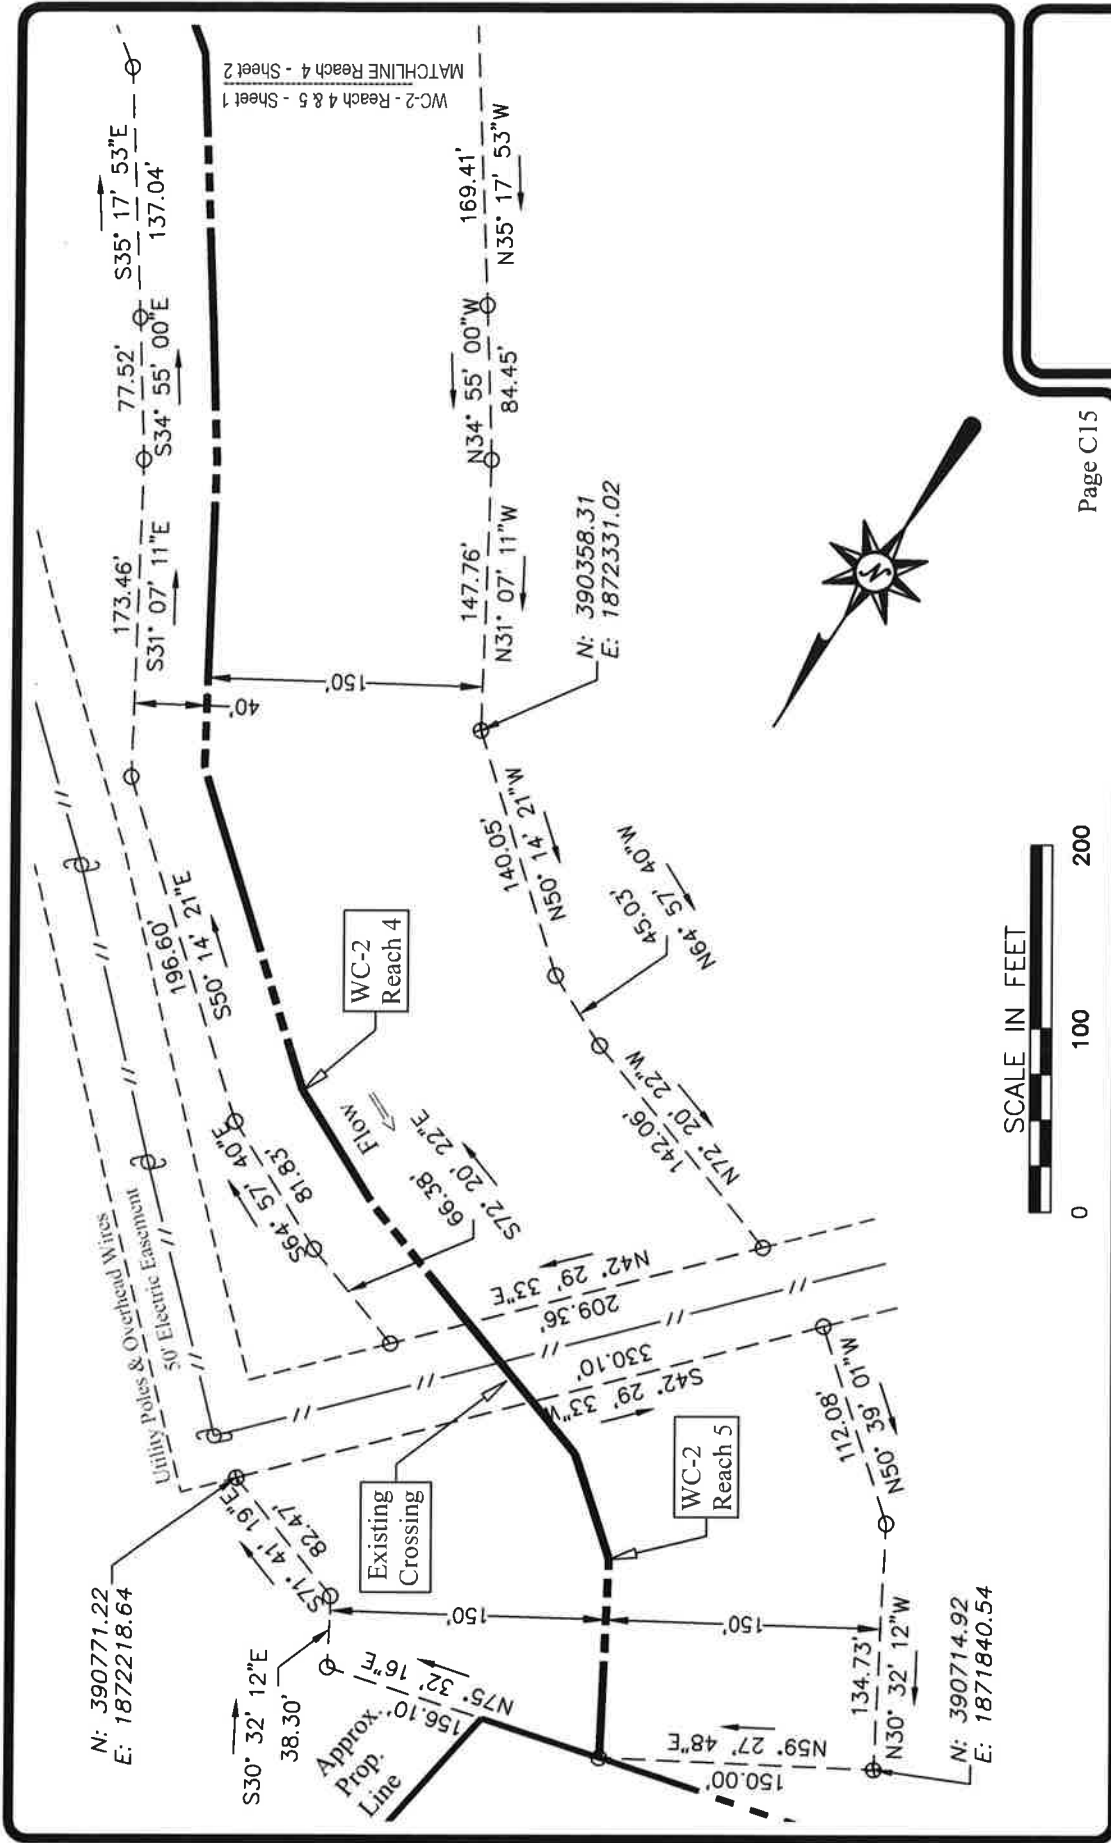 N: 390771.22
E: 1872218.64
S30° 32' 12"E
38.30'
S71° 41' 19"E
82.47'
Utility Poles & Overhead Wires
50' Electric Easement
S64° 57' 40"E
81.83'
196.60'
S50° 14' 21"E
173.46'
S31° 07' 11"E
77.52'
S34° 55' 00"E
S35° 17' 53"E
137.04'
WC-2 - Reach 4 & 5 - Sheet 1
MATCHLINE Reach 4 - Sheet 2
Approx.
Prop.
Line
156.10'
N75° 32' 16"E
Existing
Crossing
Flow
66.38'
S72° 20' 22"E
WC-2
Reach 4
40'
150'
150'
150'
N42° 29' 33"E
209.36'
330.10'
S42° 29' 33"W
WC-2
Reach 5
N59° 27' 48"E
150.00'
134.73'
N30° 32' 12"W
112.08'
N50° 39' 01"W
142.06'
N72° 20' 22"W
45.03'
N64° 57' 40"W
140.05'
N50° 14' 21"W
147.76'
N31° 07' 11"W
N34° 55' 00"W
84.45'
169.41'
N35° 17' 53"W
N: 390358.31
E: 1872331.02
N: 390714.92
E: 1871840.54
N
SCALE IN FEET
0 100 200
Page C15